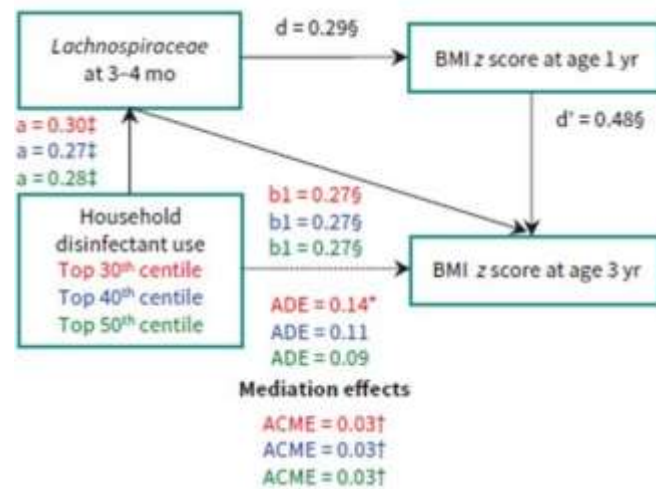 Lachnospiraceae
at 3–4 mo
d = 0.29§
BMI z score at age 1 yr
a = 0.30‡
a = 0.27‡
a = 0.28‡
d' = 0.48§
b1 = 0.27§
b1 = 0.27§
b1 = 0.27§
Household
disinfectant use
Top 30th centile
Top 40th centile
Top 50th centile
BMI z score at age 3 yr
ADE = 0.14*
ADE = 0.11
ADE = 0.09
Mediation effects
ACME = 0.03†
ACME = 0.03†
ACME = 0.03†